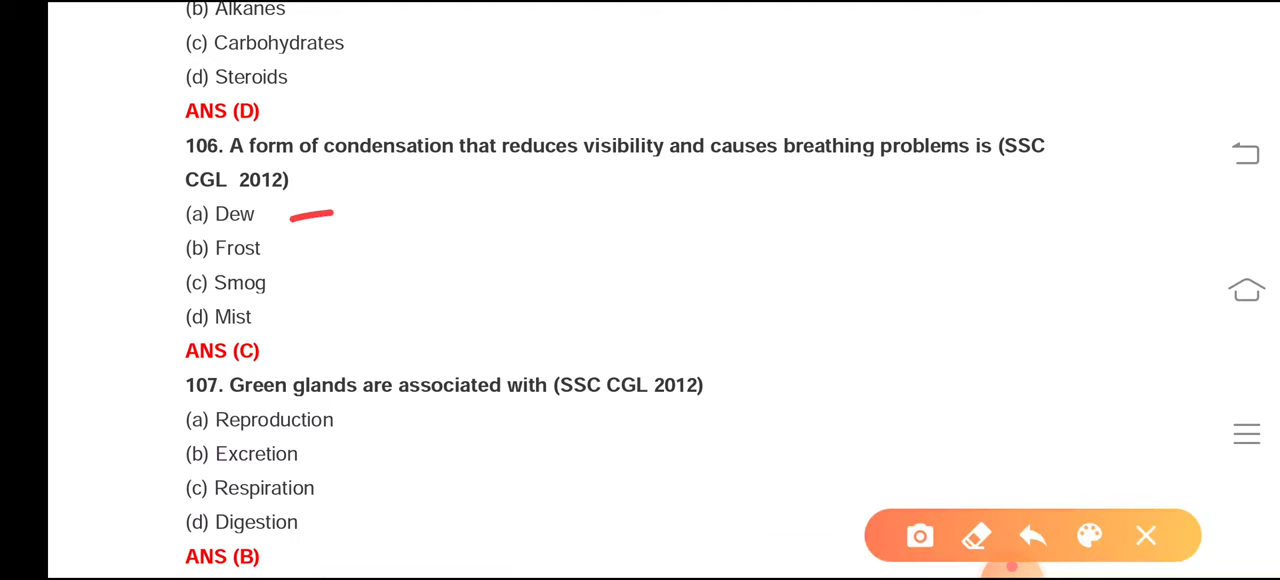 (b) Alkanes
(c) Carbohydrates
(d) Steroids
ANS (D)
106. A form of condensation that reduces visibility and causes breathing problems is (SSC
CGL 2012)
(a) Dew
(b) Frost
(c) Smog
(d) Mist
ANS (C)
107. Green glands are associated with (SSC CGL 2012)
(a) Reproduction
(b) Excretion
(c) Respiration
(d) Digestion
ANS (B)